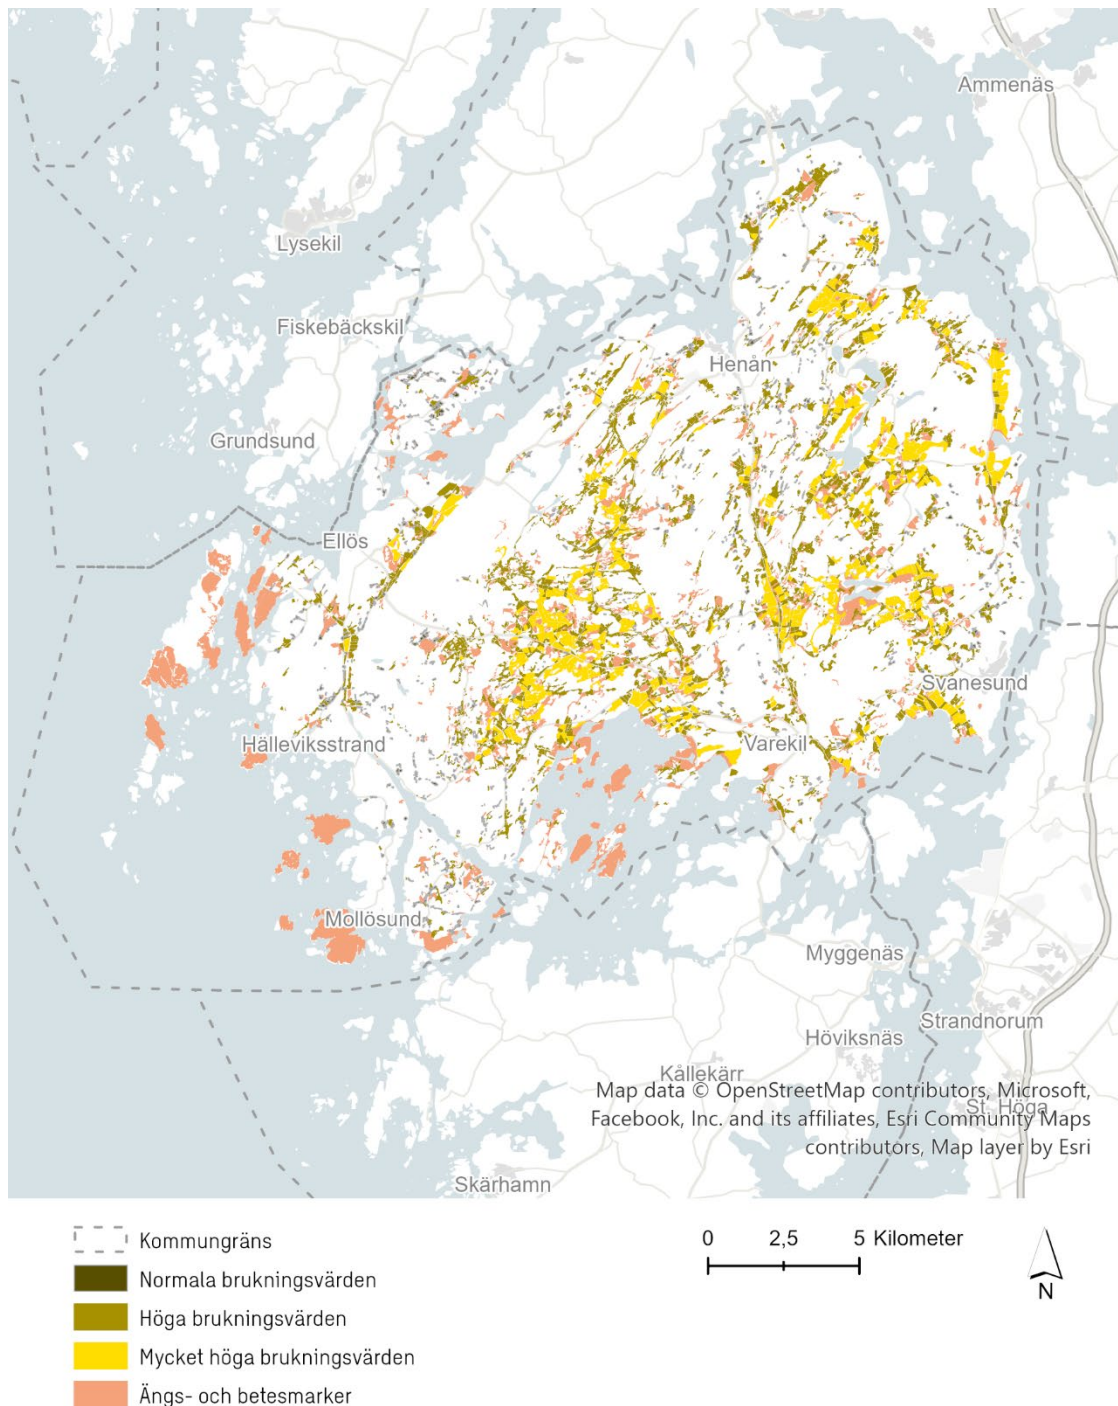 Ammenäs
Lysekil
Fiskebäckskil
Henån
Grundsund
Ellös
Svanesund
Hälleviksstrand
Varekil
Mollösund
Myggenäs
Strandnorum
Höviksnäs
Kållekärr
St. Höga
Map data © OpenStreetMap contributors, Microsoft,
Facebook, Inc. and its affiliates, Esri Community Maps
contributors, Map layer by Esri
Skärhamn
Kommungräns
Normala brukningsvärden
Höga brukningsvärden
Mycket höga brukningsvärden
Ängs- och betesmarker
0 2,5 5 Kilometer
N